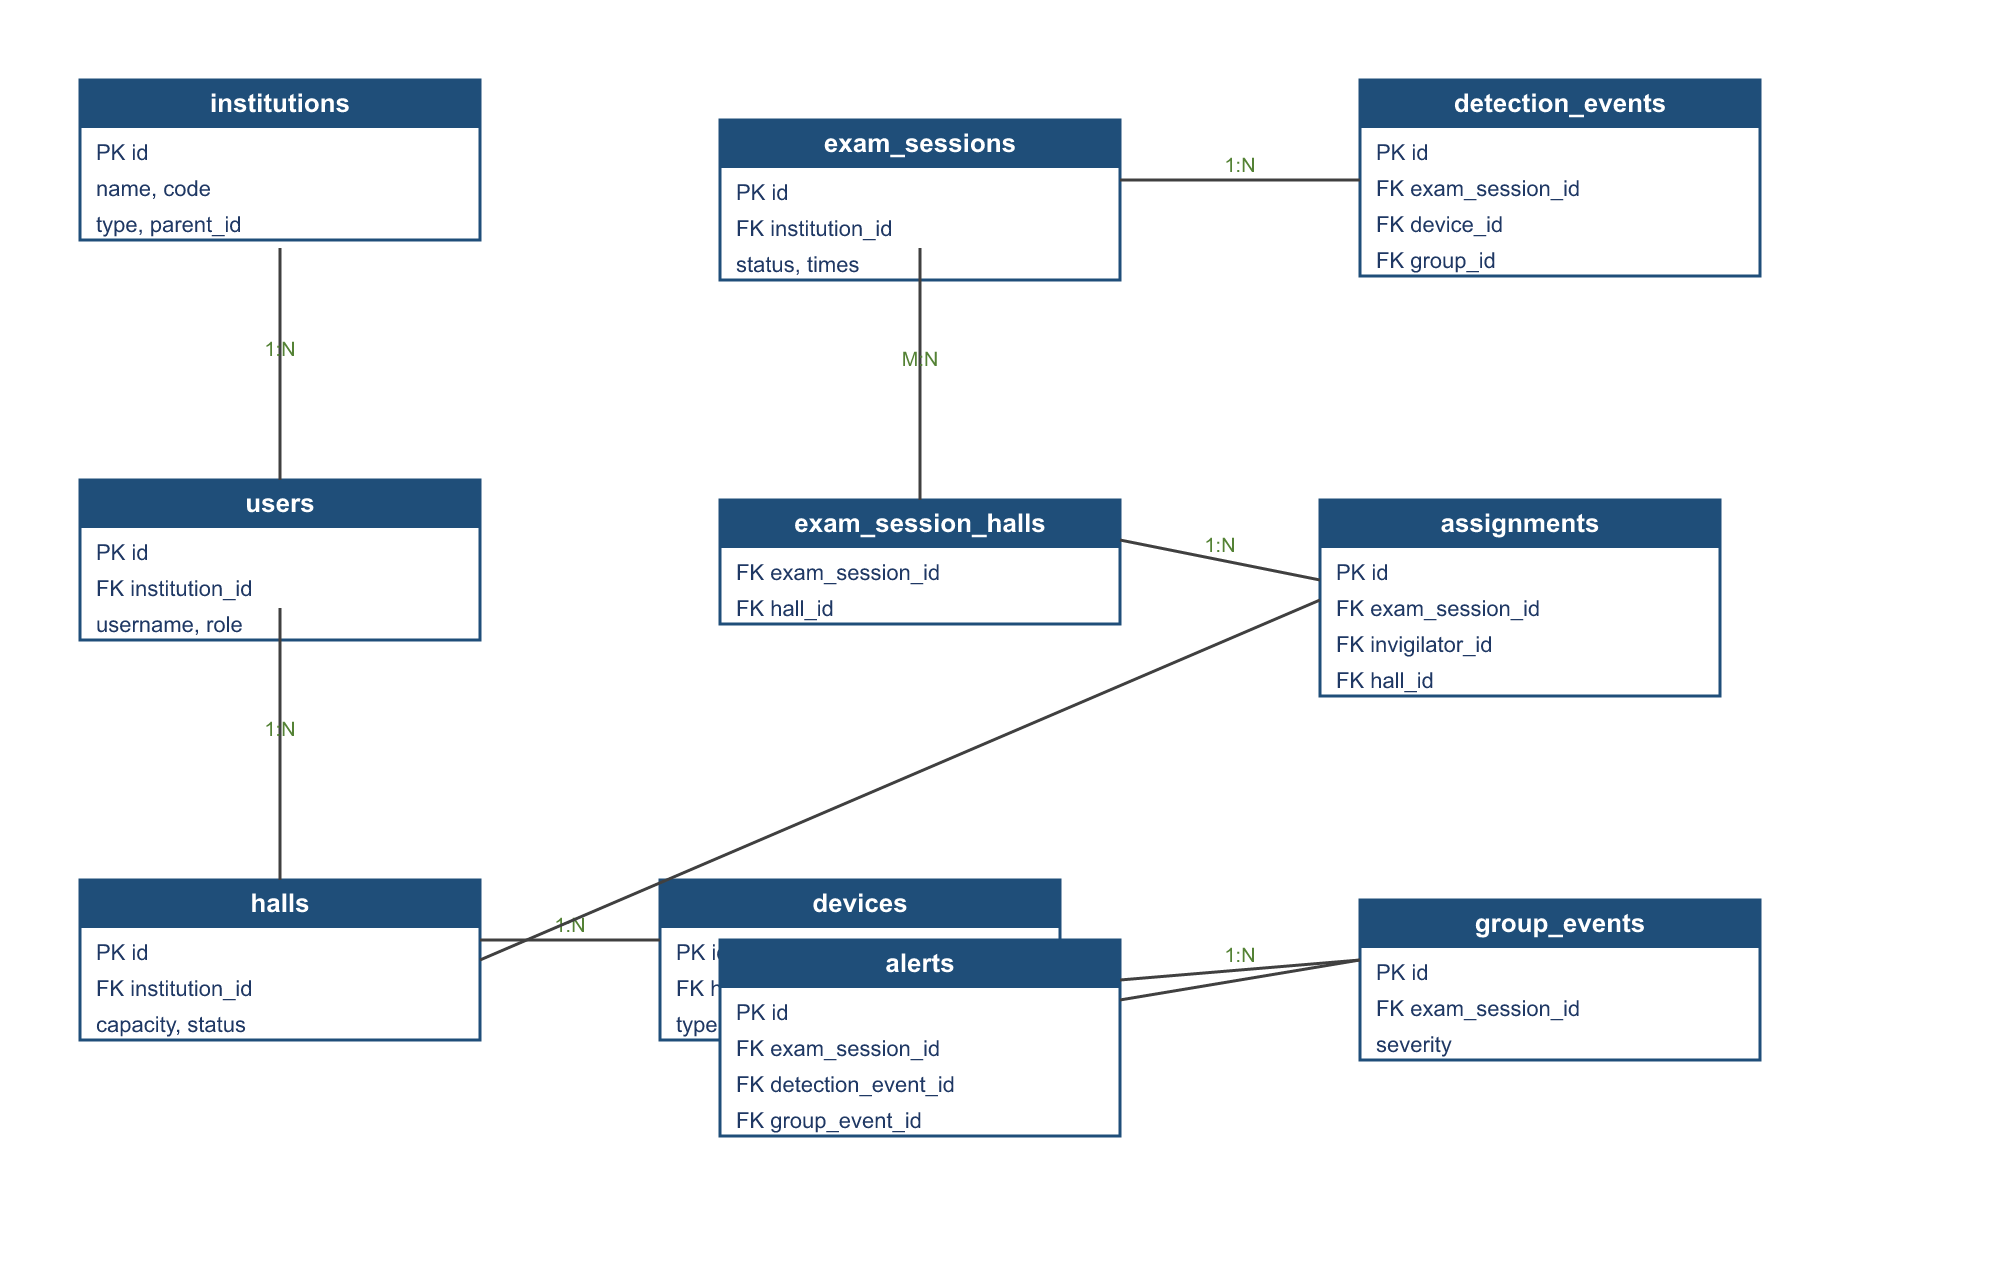 institutions
PK id
name, code
type, parent_id
exam_sessions
PK id
FK institution_id
status, times
1:N
detection_events
PK id
FK exam_session_id
FK device_id
FK group_id
1:N
M:N
users
PK id
FK institution_id
username, role
exam_session_halls
FK exam_session_id
FK hall_id
1:N
assignments
PK id
FK exam_session_id
FK invigilator_id
FK hall_id
1:N
halls
PK id
FK institution_id
capacity, status
1:N
devices
PK
FK
type
alerts
PK id
FK exam_session_id
FK detection_event_id
FK group_event_id
1:N
group_events
PK id
FK exam_session_id
severity